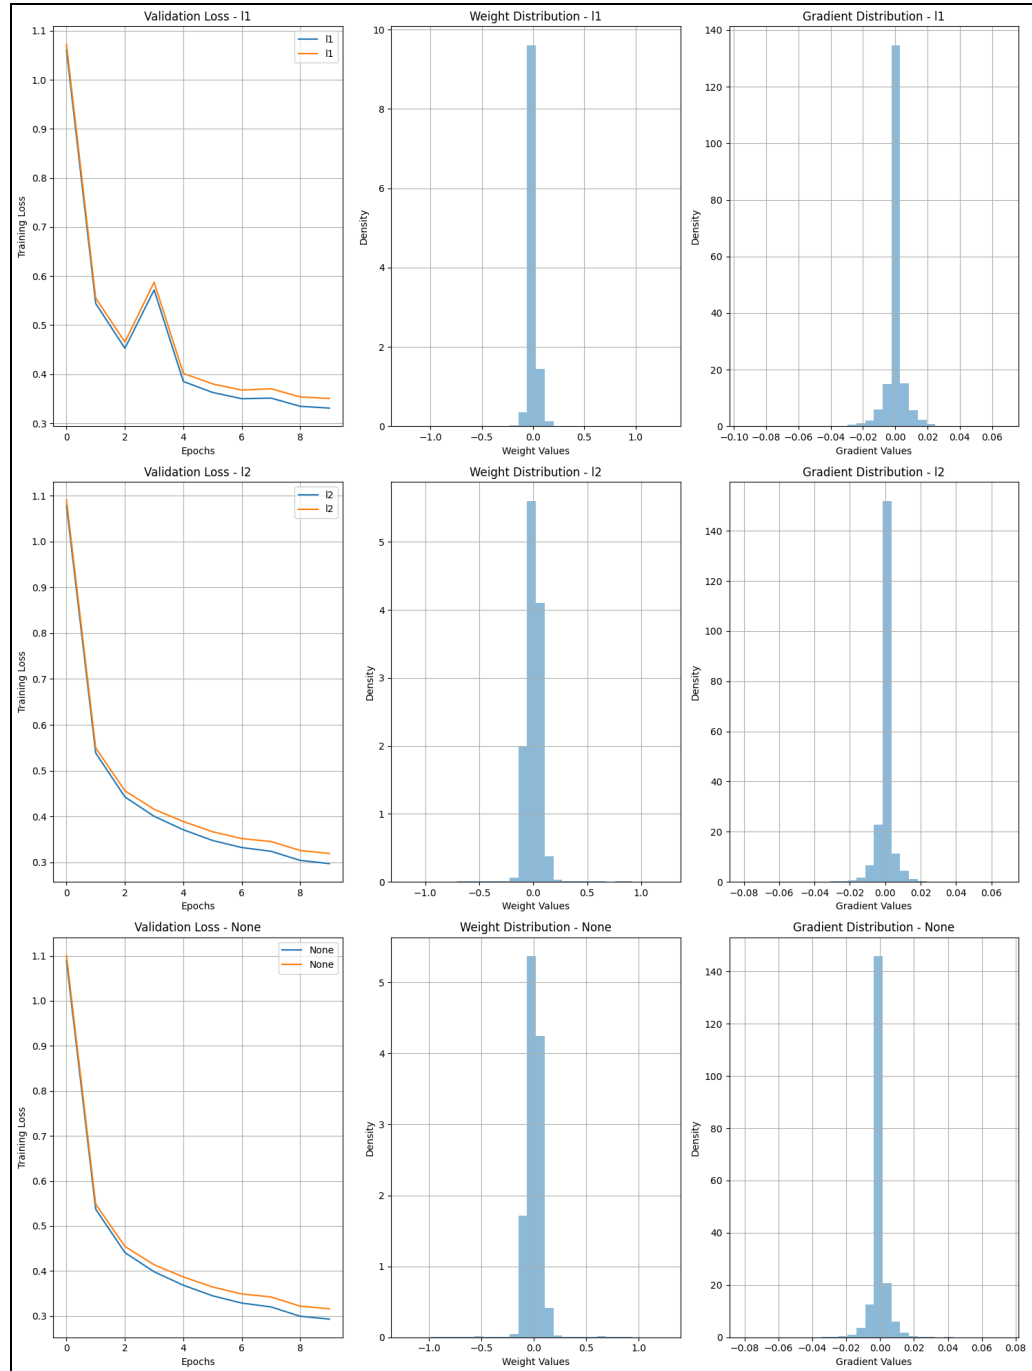 Validation Loss - l1
Training Loss
1.1
1.0
0.9
0.8
0.7
0.6
0.5
0.4
0.3
l1
l1
0 2 4 6 8
Epochs
Weight Distribution - l1
Density
10
8
6
4
2
0
−1.0 −0.5 0.0 0.5 1.0
Weight Values
Gradient Distribution - l1
Density
140
120
100
80
60
40
20
0
−0.10 −0.08 −0.06 −0.04 −0.02 0.00 0.02 0.04 0.06
Gradient Values
Validation Loss - l2
Training Loss
1.1
1.0
0.9
0.8
0.7
0.6
0.5
0.4
0.3
l2
l2
0 2 4 6 8
Epochs
Weight Distribution - l2
Density
5
4
3
2
1
0
−1.0 −0.5 0.0 0.5 1.0
Weight Values
Gradient Distribution - l2
Density
140
120
100
80
60
40
20
0
−0.08 −0.06 −0.04 −0.02 0.00 0.02 0.04 0.06
Gradient Values
Validation Loss - None
Training Loss
1.1
1.0
0.9
0.8
0.7
0.6
0.5
0.4
0.3
None
None
0 2 4 6 8
Epochs
Weight Distribution - None
Density
5
4
3
2
1
0
−1.0 −0.5 0.0 0.5 1.0
Weight Values
Gradient Distribution - None
Density
140
120
100
80
60
40
20
0
−0.08 −0.06 −0.04 −0.02 0.00 0.02 0.04 0.06 0.08
Gradient Values